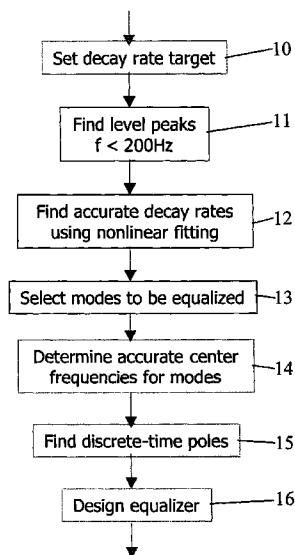 Set decay rate target
10
Find level peaks
f < 200Hz
11
Find accurate decay rates
using nonlinear fitting
12
Select modes to be equalized
13
Determine accurate center
frequencies for modes
14
Find discrete-time poles
15
Design equalizer
16